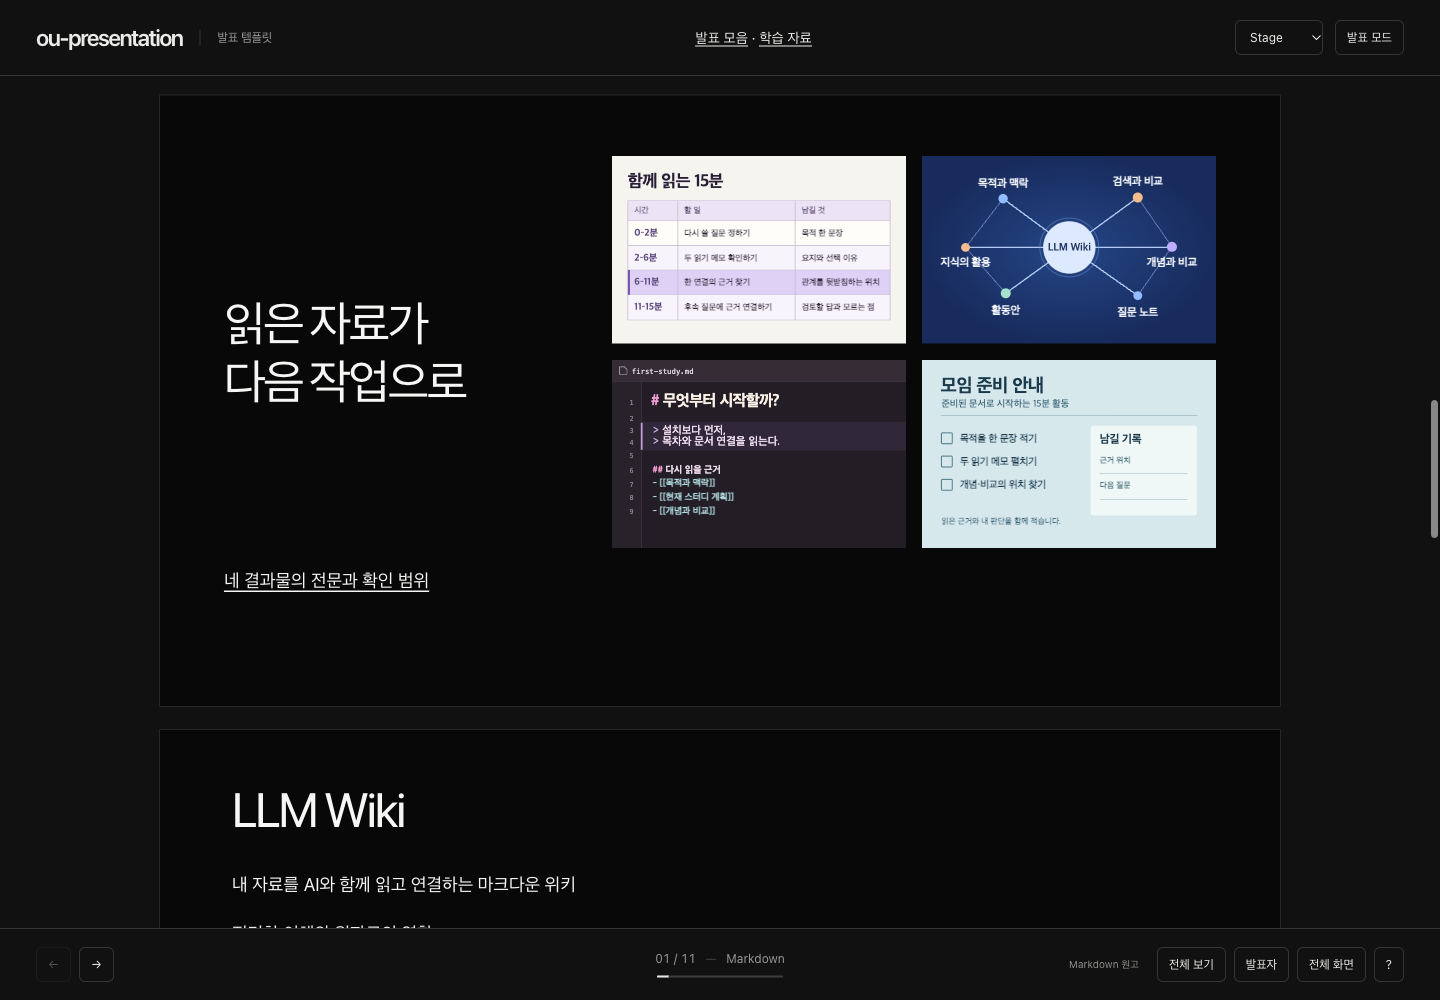 ou-presentation
발표 템플릿
발표 모음 · 학습 자료
Stage
발표 모드
읽은 자료가
다음 작업으로
네 결과물의 전문과 확인 범위
함께 읽는 15분
시간 할 일 남길 것
0-2분 다시 쓸 질문 정하기 목적 한 문장
2-6분 두 읽기 메모 확인하기 요지와 선택 이유
6-11분 한 연결의 근거 찾기 관계를 뒷받침하는 위치
11-15분 후속 질문에 근거 연결하기 검토할 답과 모르는 점
목적과 맥락
검색과 비교
LLM Wiki
지식의 활용
개념과 비교
활동안
질문 노트
first-study.md
1 # 무엇부터 시작할까?
2
3 > 설치보다 먼저,
4 > 목차와 문서 연결을 읽는다.
5
6 ## 다시 읽을 근거
7 - [[목적과 맥락]]
8 - [[현재 스터디 계획]]
9 - [[개념과 비교]]
모임 준비 안내
준비된 문서로 시작하는 15분 활동
목적을 한 문장 적기
두 읽기 메모 펼치기
개념·비교의 위치 찾기
남길 기록
근거 위치
다음 질문
읽은 근거와 내 판단을 함께 적습니다.
LLM Wiki
내 자료를 AI와 함께 읽고 연결하는 마크다운 위키
← →
01 / 11 — Markdown
Markdown 원고
전체 보기
발표자
전체 화면
?